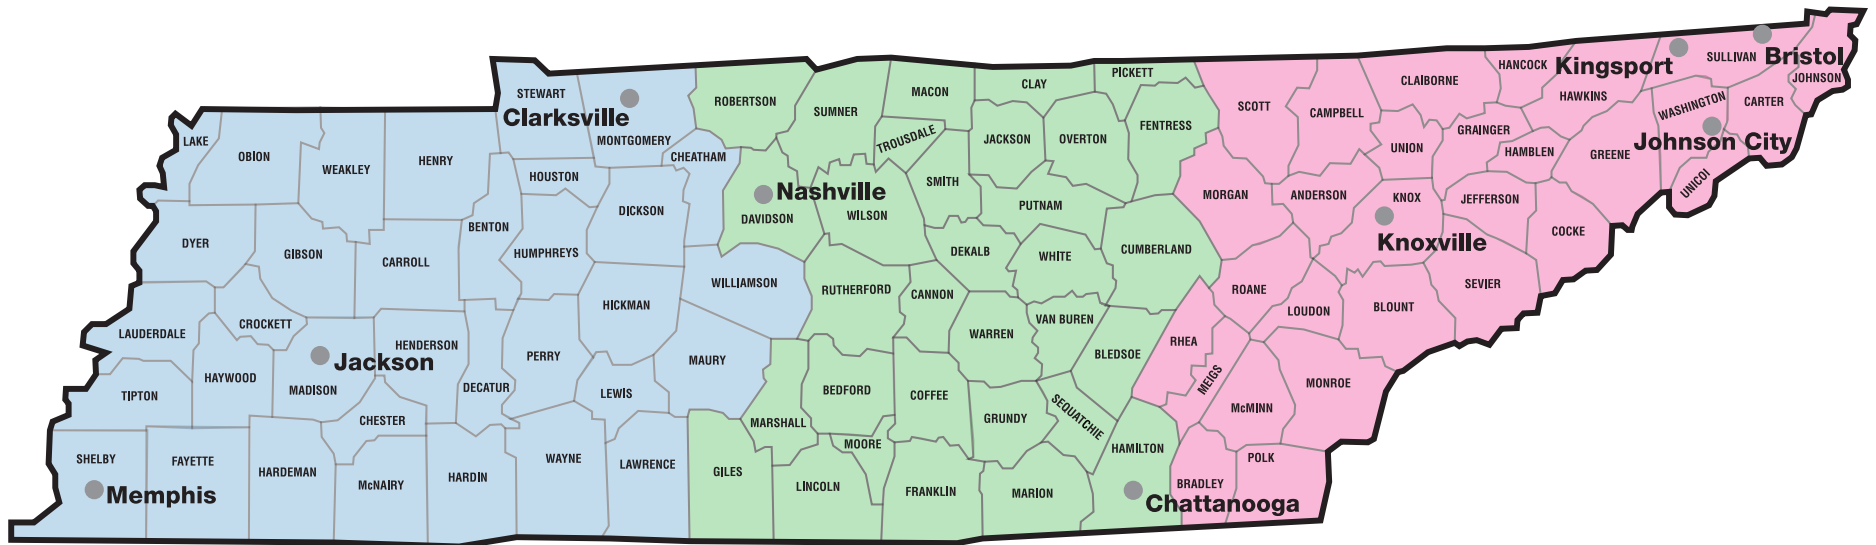 STEWART
Clarksville
MONTGOMERY
CHEATHAM
LAKE
OBION
WEAKLEY
HENRY
HOUSTON
DICKSON
BENTON
HUMPHREYS
DYER
GIBSON
CARROLL
WILLIAMSON
HICKMAN
LAUDERDALE
CROCKETT
HENDERSON
Jackson
MADISON
HAYWOOD
PERRY
MAURY
DECATUR
LEWIS
TIPTON
CHESTER
SHELBY
Memphis
FAYETTE
HARDEMAN
McNAIRY
HARDIN
WAYNE
LAWRENCE
ROBERTSON
SUMNER
MACON
CLAY
PICKETT
TROUSDALE
JACKSON
OVERTON
FENTRESS
Nashville
DAVIDSON
WILSON
SMITH
PUTNAM
DEKALB
WHITE
CUMBERLAND
RUTHERFORD
CANNON
WARREN
VAN BUREN
BLEDSOE
BEDFORD
COFFEE
MARSHALL
MOORE
GRUNDY
SEQUATCHIE
HAMILTON
GILES
LINCOLN
FRANKLIN
MARION
Chattanooga
SCOTT
CAMPBELL
CLAIBORNE
HANCOCK
Kingsport
SULLIVAN
Bristol
JOHNSON
HAWKINS
WASHINGTON
CARTER
Johnson City
UNICOI
GREENE
GRAINGER
UNION
HAMBLEN
MORGAN
ANDERSON
KNOX
Knoxville
JEFFERSON
COCKE
SEVIER
ROANE
LOUDON
BLOUNT
RHEA
MEIGS
McMINN
MONROE
POLK
BRADLEY